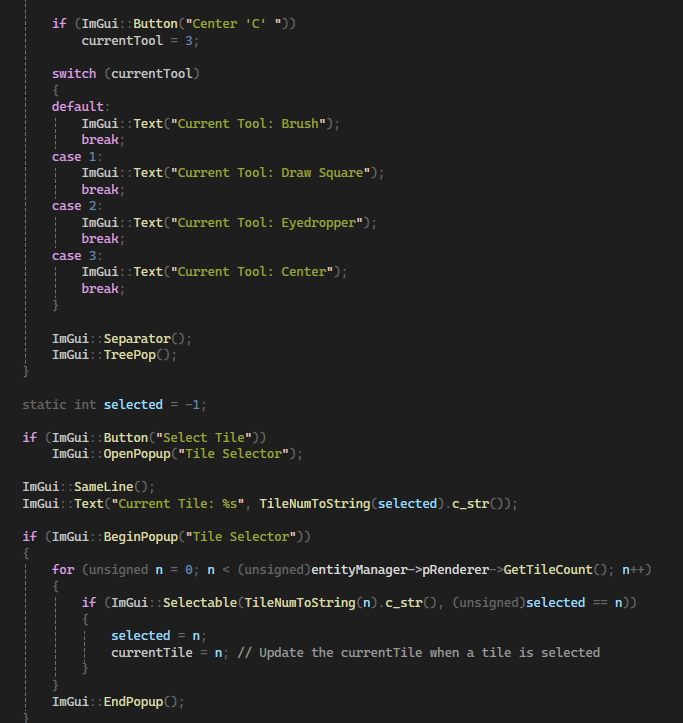 if (ImGui::Button("Center 'C' "))
currentTool = 3;
switch (currentTool)
{
default:
ImGui::Text("Current Tool: Brush");
break;
case 1:
ImGui::Text("Current Tool: Draw Square");
break;
case 2:
ImGui::Text("Current Tool: Eyedropper");
break;
case 3:
ImGui::Text("Current Tool: Center");
break;
}
ImGui::Separator();
ImGui::TreePop();
}
static int selected = -1;
if (ImGui::Button("Select Tile"))
ImGui::OpenPopup("Tile Selector");
ImGui::SameLine();
ImGui::Text("Current Tile: %s", TileNumToString(selected).c_str());
if (ImGui::BeginPopup("Tile Selector"))
{
for (unsigned n = 0; n < (unsigned)entityManager->pRenderer->GetTileCount(); n++)
{
if (ImGui::Selectable(TileNumToString(n).c_str(), (unsigned)selected == n))
{
selected = n;
currentTile = n; // Update the currentTile when a tile is selected
}
}
ImGui::EndPopup();
}